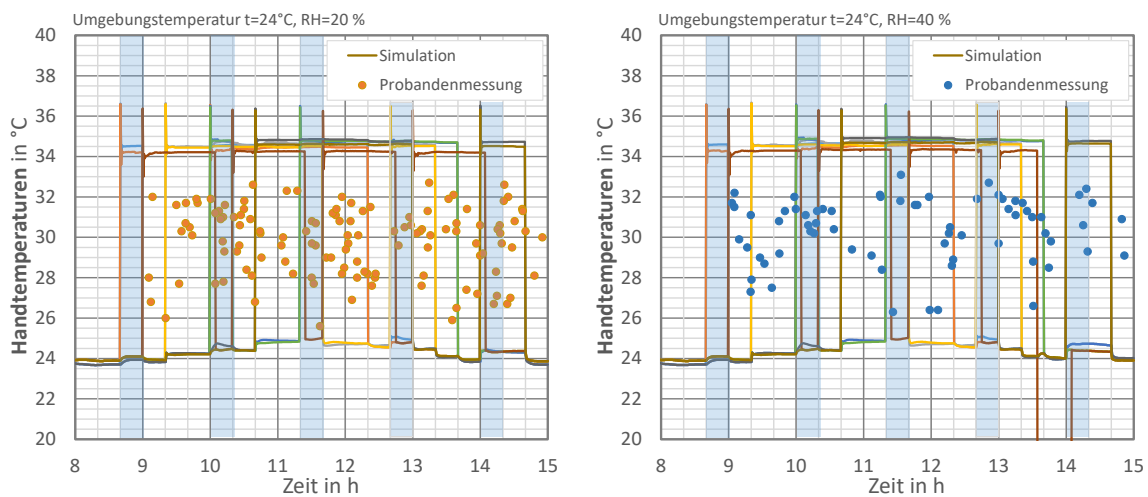 Umgebungstemperatur t=24°C, RH=20 %
40
38
36
34
32
30
28
26
24
22
20
Handtemperaturen in °C
Simulation
Probandenmessung
8 9 10 11 12 13 14 15
Zeit in h
Umgebungstemperatur t=24°C, RH=40 %
40
38
36
34
32
30
28
26
24
22
20
Handtemperaturen in °C
Simulation
Probandenmessung
8 9 10 11 12 13 14 15
Zeit in h